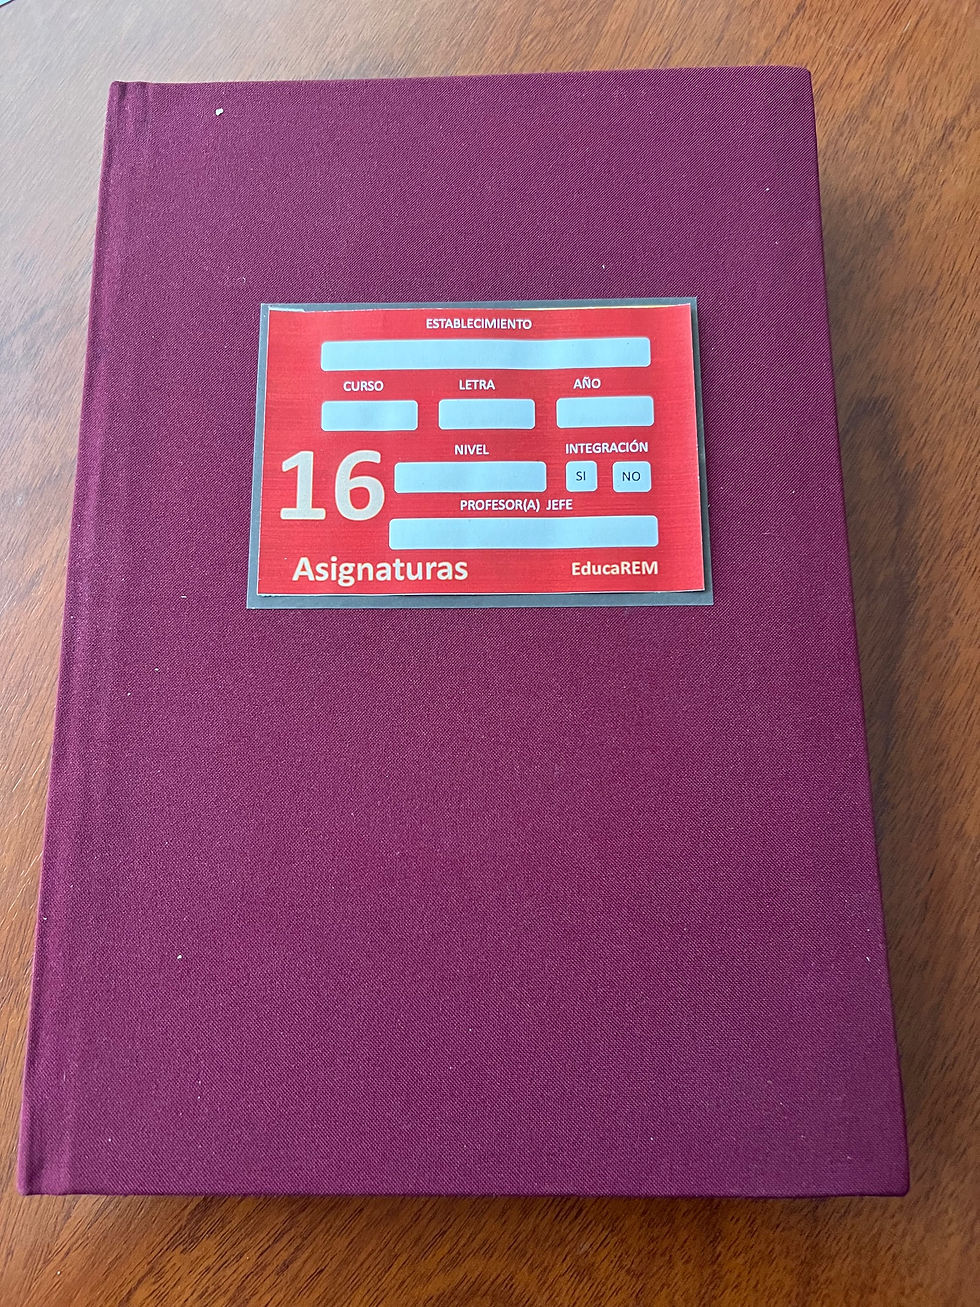 ESTABLECIMIENTO
CURSO LETRA AÑO
NIVEL INTEGRACIÓN
SI NO
16
PROFESOR(A) JEFE
Asignaturas EducaREM